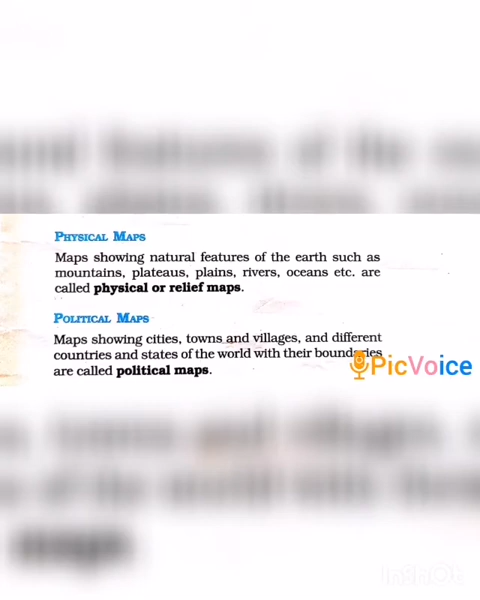 PHYSICAL MAPS
Maps showing natural features of the earth such as
mountains, plateaus, plains, rivers, oceans etc. are
called physical or relief maps.
POLITICAL MAPS
Maps showing cities, towns and villages, and different
countries and states of the world with their boundaries
are called political maps.
PicVoice
InShOt